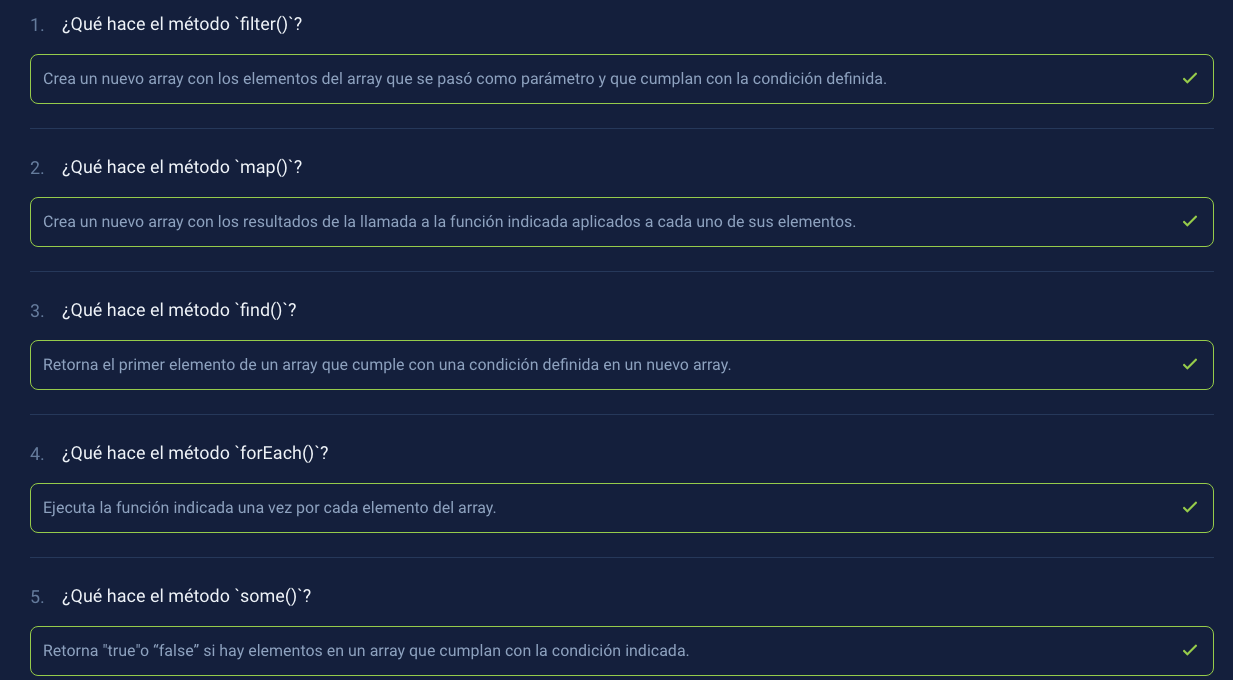 1. ¿Qué hace el método `filter()`?
Crea un nuevo array con los elementos del array que se pasó como parámetro y que cumplan con la condición definida.
2. ¿Qué hace el método `map()`?
Crea un nuevo array con los resultados de la llamada a la función indicada aplicados a cada uno de sus elementos.
3. ¿Qué hace el método `find()`?
Retorna el primer elemento de un array que cumple con una condición definida en un nuevo array.
4. ¿Qué hace el método `forEach()`?
Ejecuta la función indicada una vez por cada elemento del array.
5. ¿Qué hace el método `some()`?
Retorna "true"o “false” si hay elementos en un array que cumplan con la condición indicada.